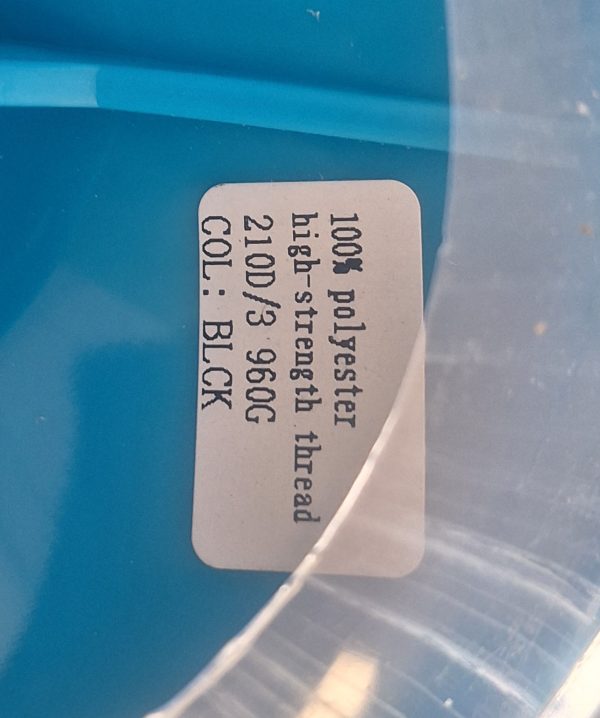 100% polyester
high-strength thread
210D/3 960G
COL: BLCK